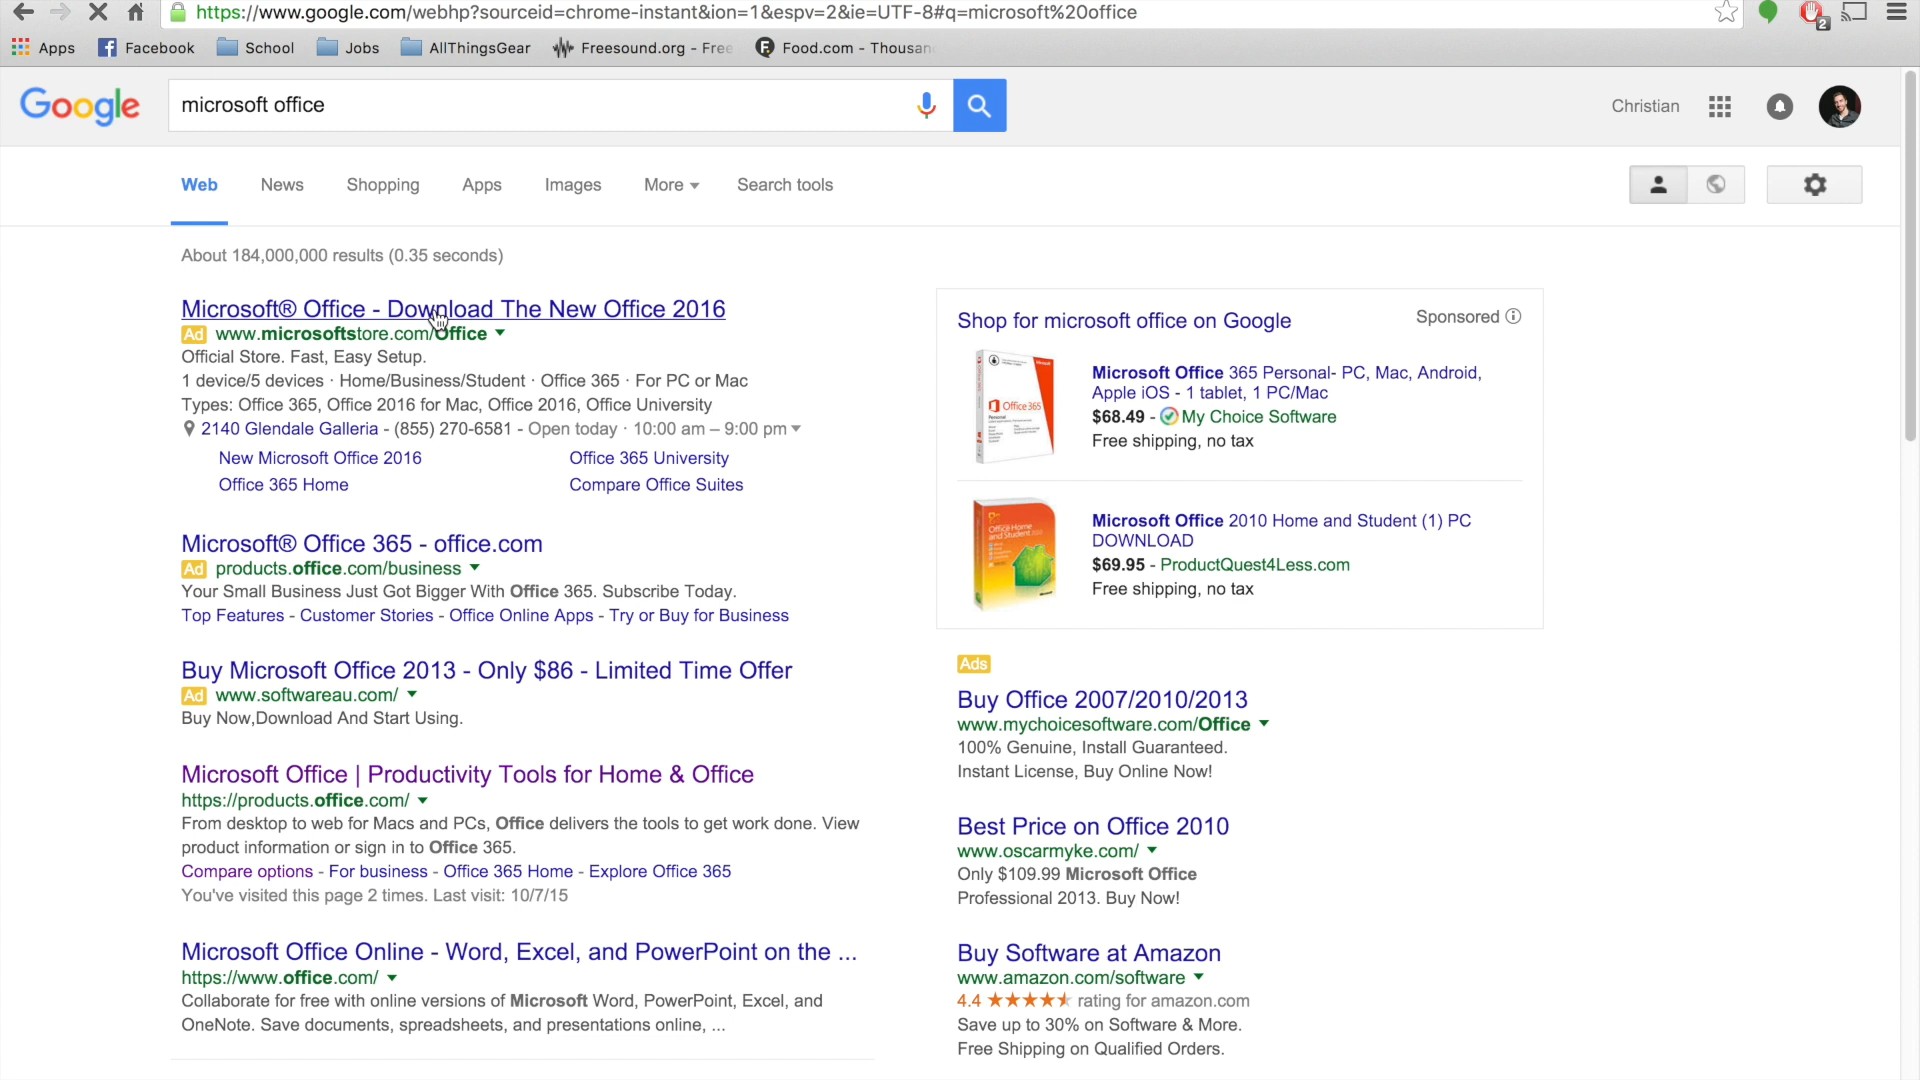 https://www.google.com/webhp?sourceid=chrome-instant&ion=1&espv=2&ie=UTF-8#q=microsoft%20office
2
Apps Facebook School Jobs AllThingsGear Freesound.org - Free Food.com - Thousan
Google microsoft office Christian
Web News Shopping Apps Images More Search tools
About 184,000,000 results (0.35 seconds)
Microsoft® Office - Download The New Office 2016
Ad www.microsoftstore.com/Office
Official Store. Fast, Easy Setup.
1 device/5 devices · Home/Business/Student · Office 365 · For PC or Mac
Types: Office 365, Office 2016 for Mac, Office 2016, Office University
2140 Glendale Galleria - (855) 270-6581 - Open today · 10:00 am – 9:00 pm
New Microsoft Office 2016 Office 365 University
Office 365 Home Compare Office Suites
Microsoft® Office 365 - office.com
Ad products.office.com/business
Your Small Business Just Got Bigger With Office 365. Subscribe Today.
Top Features - Customer Stories - Office Online Apps - Try or Buy for Business
Buy Microsoft Office 2013 - Only $86 - Limited Time Offer
Ad www.softwareau.com/
Buy Now,Download And Start Using.
Microsoft Office | Productivity Tools for Home & Office
https://products.office.com/
From desktop to web for Macs and PCs, Office delivers the tools to get work done. View
product information or sign in to Office 365.
Compare options - For business - Office 365 Home - Explore Office 365
You've visited this page 2 times. Last visit: 10/7/15
Microsoft Office Online - Word, Excel, and PowerPoint on the ...
https://www.office.com/
Collaborate for free with online versions of Microsoft Word, PowerPoint, Excel, and
OneNote. Save documents, spreadsheets, and presentations online, ...
Shop for microsoft office on Google Sponsored
Office 365
Microsoft Office 365 Personal- PC, Mac, Android,
Apple iOS - 1 tablet, 1 PC/Mac
$68.49 - My Choice Software
Free shipping, no tax
Office Home
and Student
Microsoft Office 2010 Home and Student (1) PC
DOWNLOAD
$69.95 - ProductQuest4Less.com
Free shipping, no tax
Ads
Buy Office 2007/2010/2013
www.mychoicesoftware.com/Office
100% Genuine, Install Guaranteed.
Instant License, Buy Online Now!
Best Price on Office 2010
www.oscarmyke.com/
Only $109.99 Microsoft Office
Professional 2013. Buy Now!
Buy Software at Amazon
www.amazon.com/software
4.4 rating for amazon.com
Save up to 30% on Software & More.
Free Shipping on Qualified Orders.